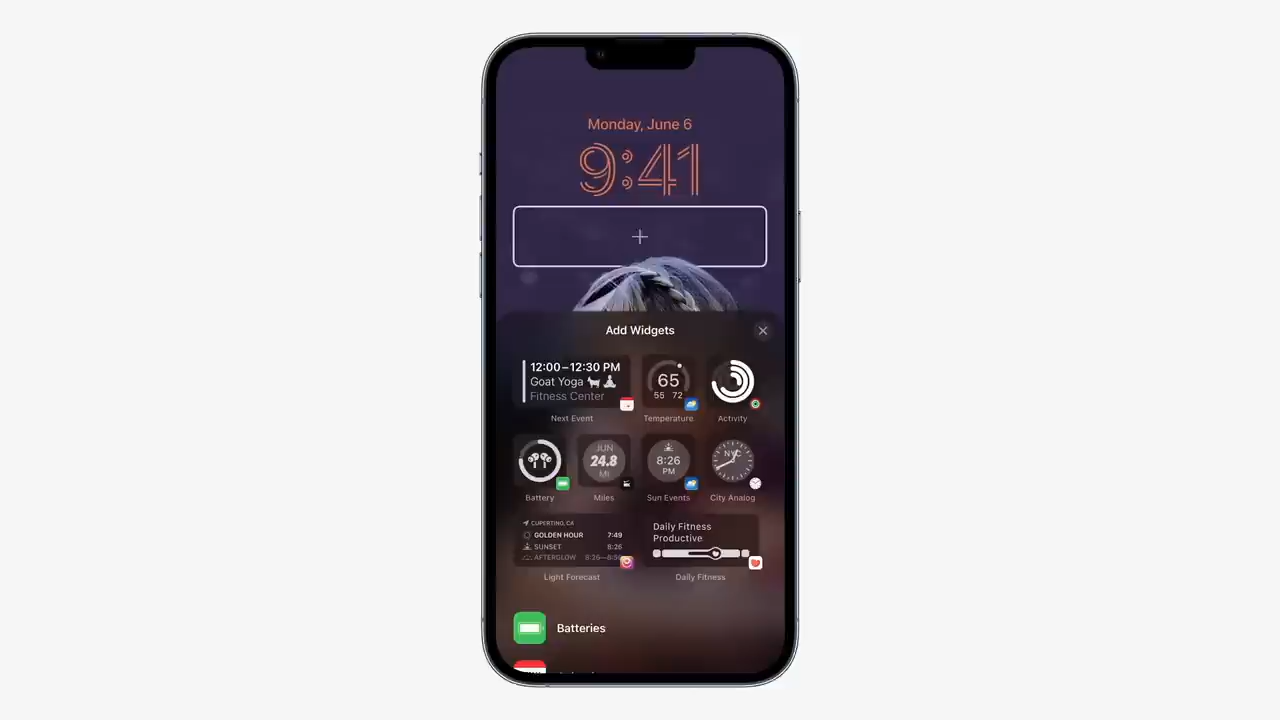 Monday, June 6
9:41
Add Widgets
12:00–12:30 PM
Goat Yoga
Fitness Center
Next Event
65
55 72
Temperature
Activity
Battery
JUN
24.8
MI
Miles
8:26
PM
Sun Events
NYC
City Analog
CUPERTINO, CA
GOLDEN HOUR 7:49
SUNSET 8:26
AFTERGLOW
Light Forecast
Daily Fitness
Productive
Daily Fitness
Batteries